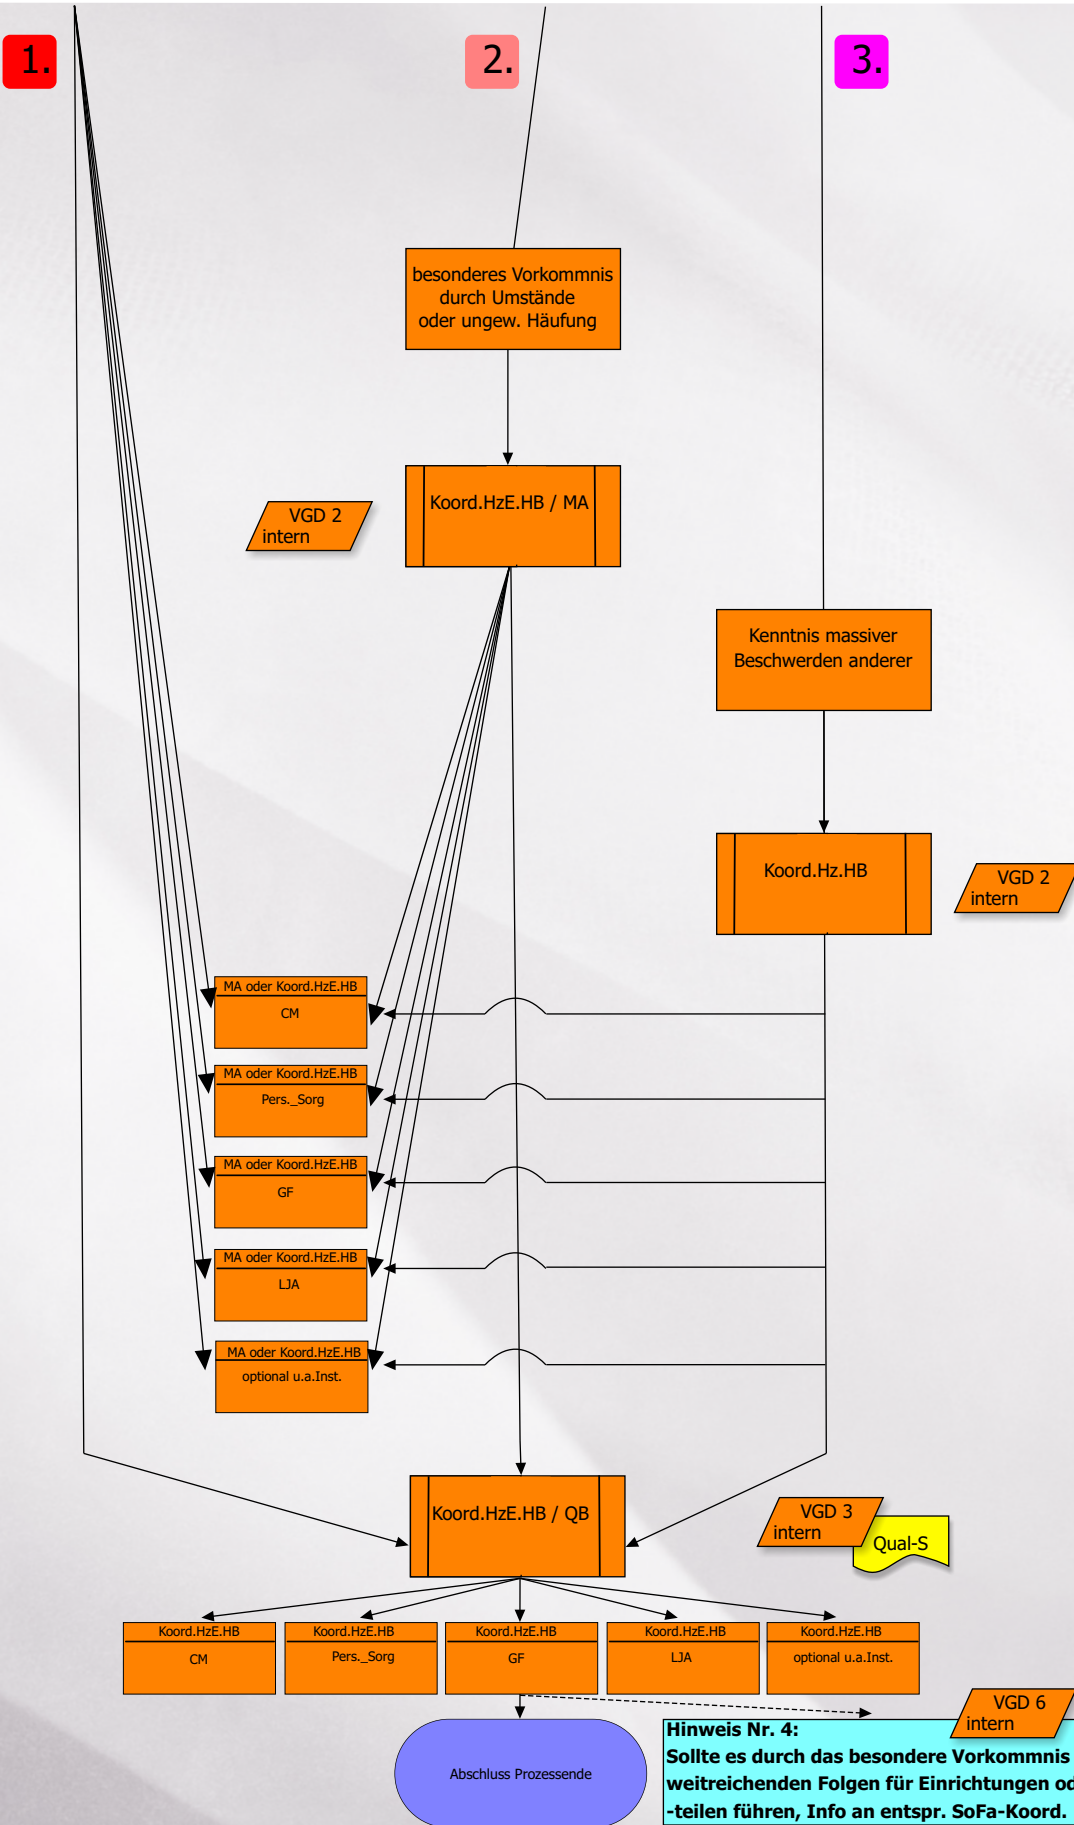 1.
2.
3.
besonderes Vorkommnis
durch Umstände
oder ungew. Häufung
Koord.HzE.HB / MA
VGD 2
intern
Kenntnis massiver
Beschwerden anderer
Koord.Hz.HB
VGD 2
intern
MA oder Koord.HzE.HB
CM
MA oder Koord.HzE.HB
Pers._Sorg
MA oder Koord.HzE.HB
GF
MA oder Koord.HzE.HB
LJA
MA oder Koord.HzE.HB
optional u.a.Inst.
Koord.HzE.HB / QB
VGD 3
intern
Qual-S
Koord.HzE.HB
CM
Koord.HzE.HB
Pers._Sorg
Koord.HzE.HB
GF
Koord.HzE.HB
LJA
Koord.HzE.HB
optional u.a.Inst.
VGD 6
intern
Abschluss Prozessende
Hinweis Nr. 4:
Sollte es durch das besondere Vorkommnis
weitreichenden Folgen für Einrichtungen od
-teilen führen, Info an entspr. SoFa-Koord.